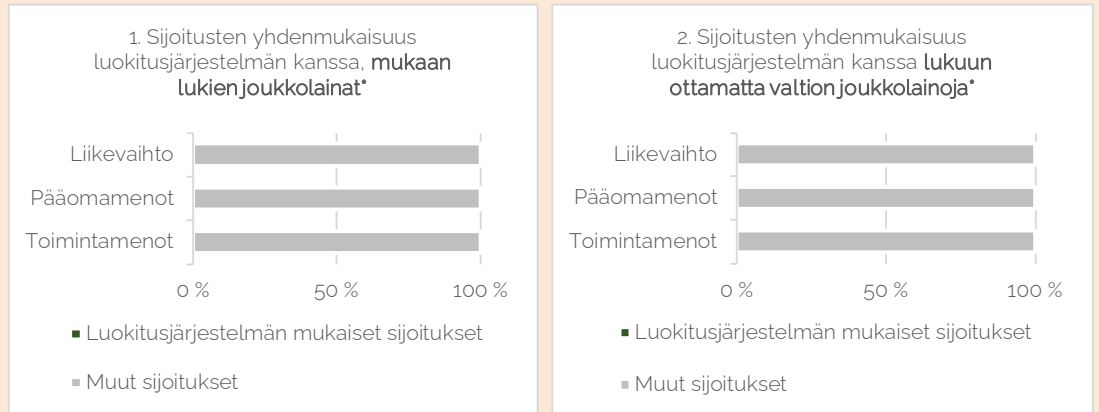 1. Sijoitusten yhdenmukaisuus
luokitusjärjestelmän kanssa, mukaan
lukien joukkolainat*
Liikevaihto
Pääomamenot
Toimintamenot
0 %
50 %
100 %
Luokitusjärjestelmän mukaiset sijoitukset
Muut sijoitukset
2. Sijoitusten yhdenmukaisuus
luokitusjärjestelmän kanssa lukuun
ottamatta valtion joukkolainoja*
Liikevaihto
Pääomamenot
Toimintamenot
0 %
50 %
100 %
Luokitusjärjestelmän mukaiset sijoitukset
Muut sijoitukset